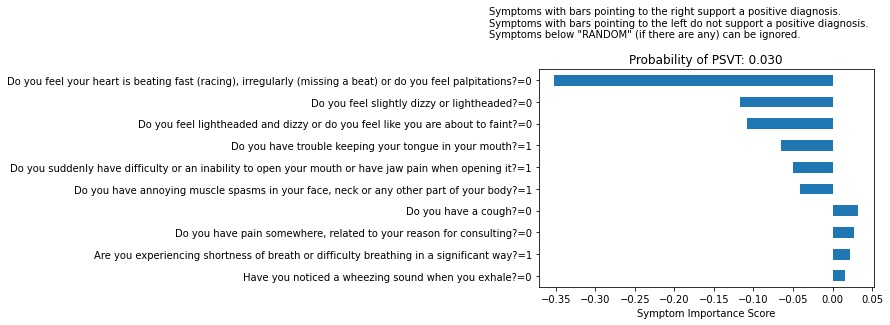 Symptoms with bars pointing to the right support a positive diagnosis.
Symptoms with bars pointing to the left do not support a positive diagnosis.
Symptoms below "RANDOM" (if there are any) can be ignored.
Probability of PSVT: 0.030
Do you feel your heart is beating fast (racing), irregularly (missing a beat) or do you feel palpitations?=0
Do you feel slightly dizzy or lightheaded?=0
Do you feel lightheaded and dizzy or do you feel like you are about to faint?=0
Do you have trouble keeping your tongue in your mouth?=1
Do you suddenly have difficulty or an inability to open your mouth or have jaw pain when opening it?=1
Do you have annoying muscle spasms in your face, neck or any other part of your body?=1
Do you have a cough?=0
Do you have pain somewhere, related to your reason for consulting?=0
Are you experiencing shortness of breath or difficulty breathing in a significant way?=1
Have you noticed a wheezing sound when you exhale?=0
−0.35 −0.30 −0.25 −0.20 −0.15 −0.10 −0.05 0.00 0.05
Symptom Importance Score